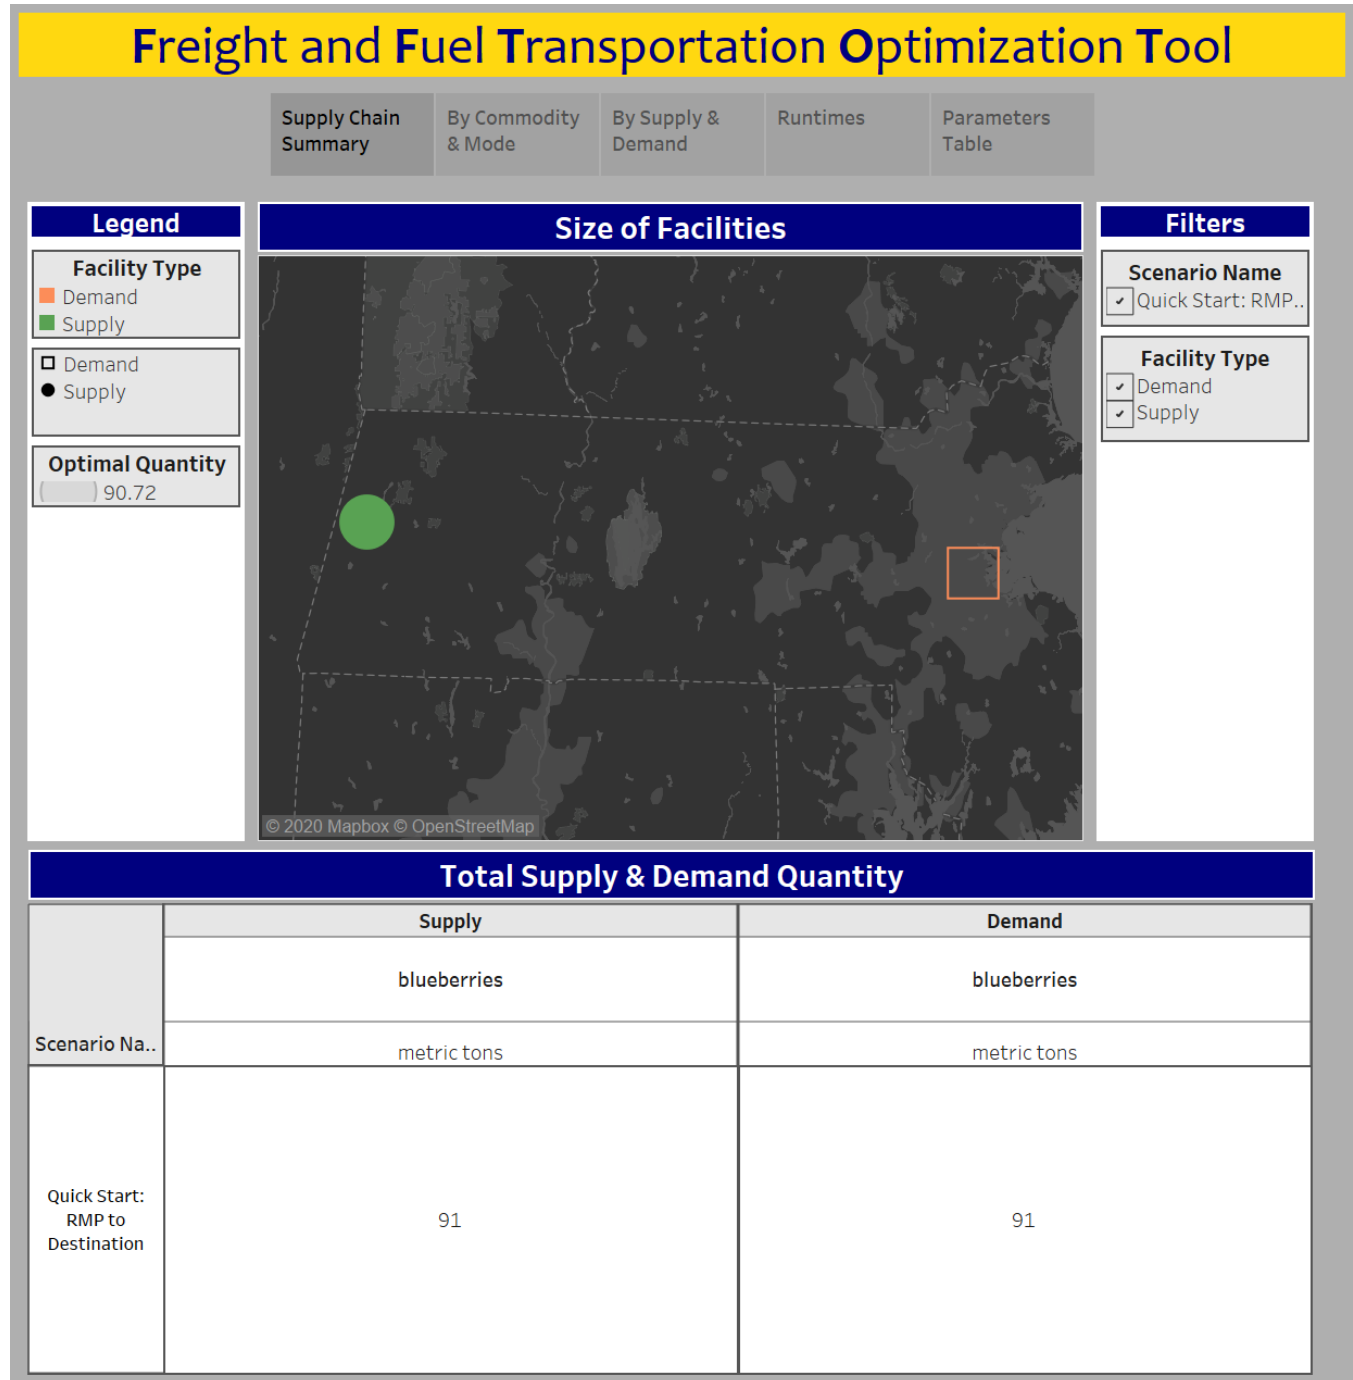 Freight and Fuel Transportation Optimization Tool
Supply Chain
Summary
By Commodity
& Mode
By Supply &
Demand
Runtimes
Parameters
Table
Legend
Facility Type
Demand
Supply
Demand
Supply
Optimal Quantity
90.72
Size of Facilities
© 2020 Mapbox © OpenStreetMap
Filters
Scenario Name
Quick Start: RMP..
Facility Type
Demand
Supply
Total Supply & Demand Quantity
Scenario Na..
Supply
Demand
blueberries
blueberries
metric tons
metric tons
Quick Start:
RMP to
Destination
91
91